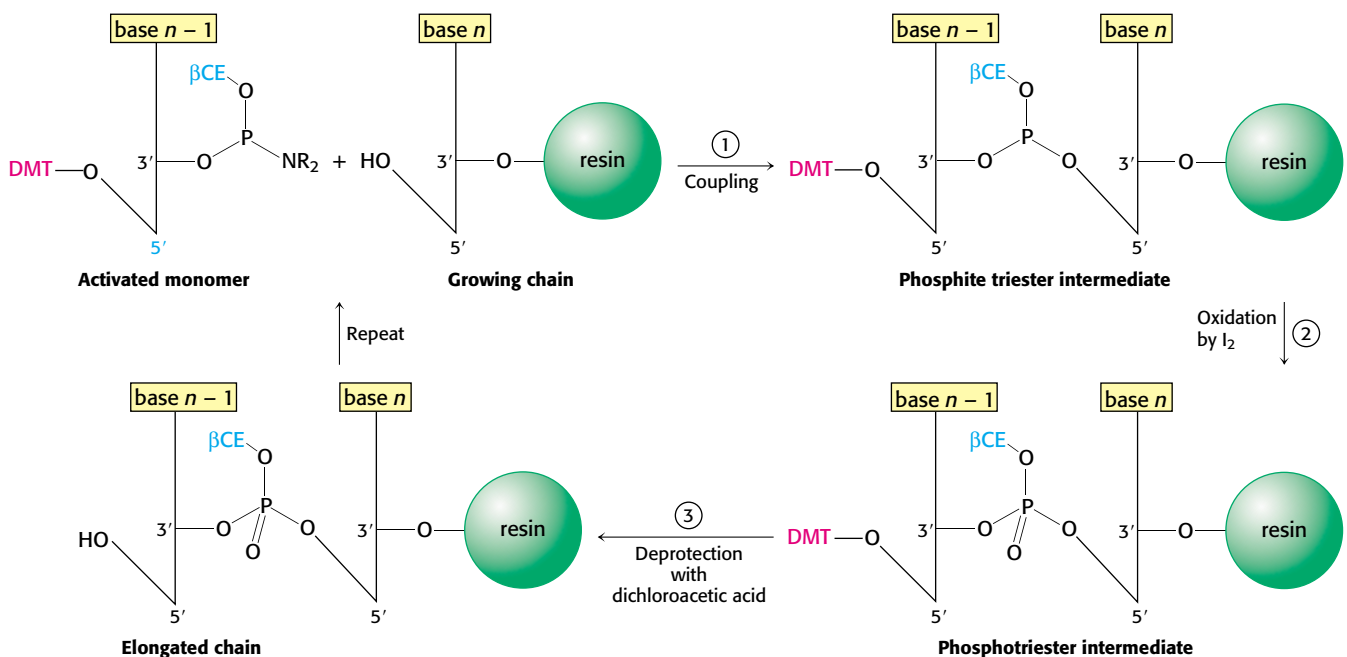 base n – 1
base n
βCE
O
P
NR₂
3′
O
DMT
O
5′
+
HO
3′
O
resin
5′
Activated monomer
Growing chain
①
Coupling
base n – 1
base n
βCE
O
P
3′
O
O
DMT
O
5′
3′
O
resin
5′
Phosphite triester intermediate
Oxidation
by I₂
②
Repeat
base n – 1
base n
βCE
O
P
3′
O
O
O
HO
5′
3′
O
resin
5′
Elongated chain
③
Deprotection
with
dichloroacetic acid
base n – 1
base n
βCE
O
P
3′
O
O
O
DMT
O
5′
3′
O
resin
5′
Phosphotriester intermediate